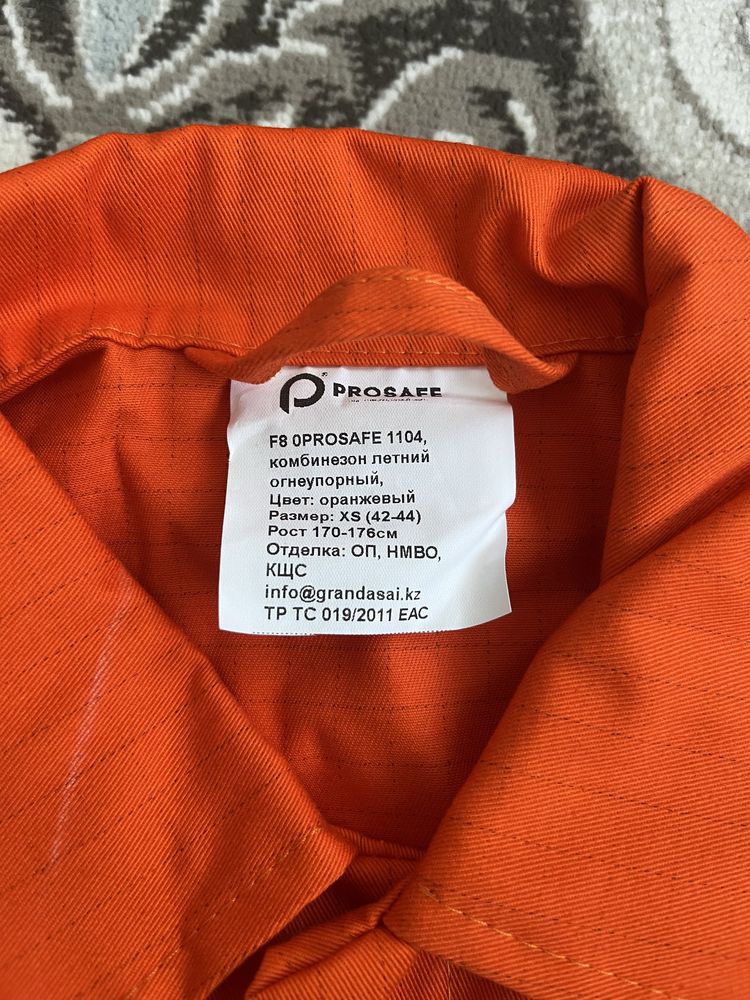 PROSAFE
F8 0PROSAFE 1104,
комбинезон летний
огнеупорный,
Цвет: оранжевый
Размер: XS (42-44)
Рост 170-176см
Отделка: ОП, НМВО,
КЩС
info@grandasai.kz
ТР ТС 019/2011 EAC